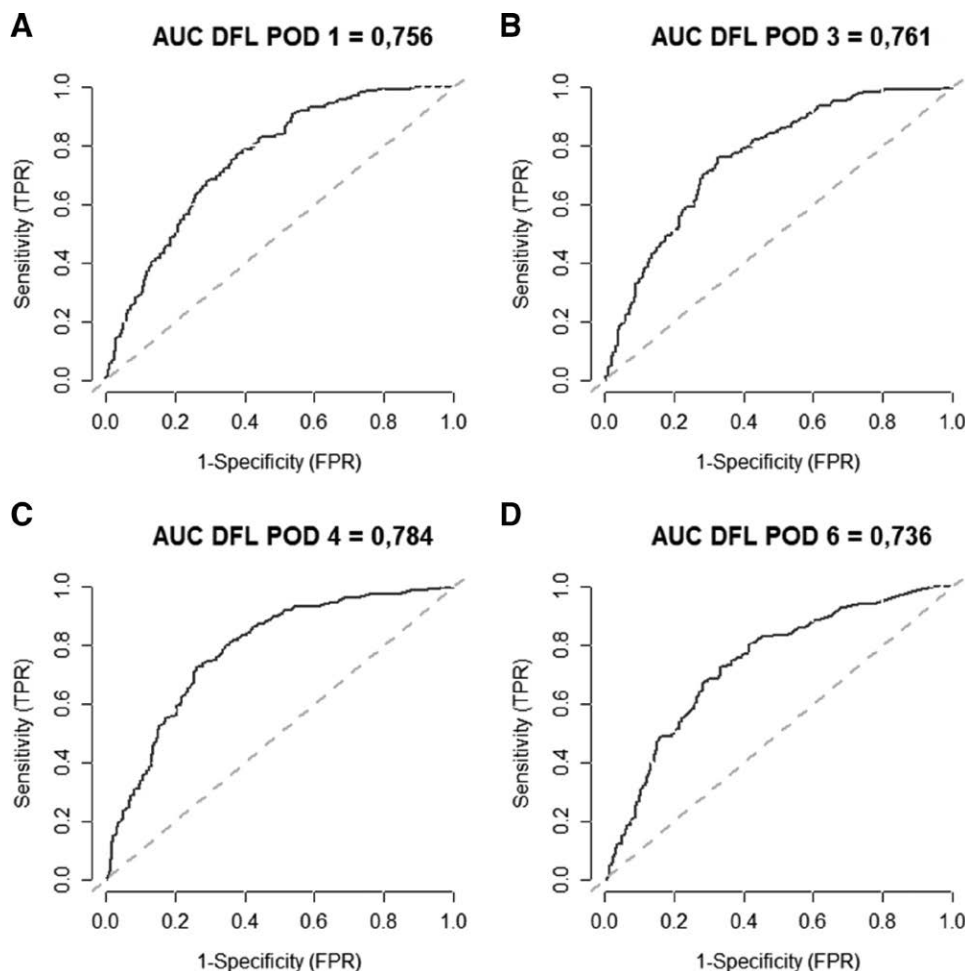 A
AUC DFL POD 1 = 0,756
Sensitivity (TPR)
0.0 0.2 0.4 0.6 0.8 1.0
0.0 0.2 0.4 0.6 0.8 1.0
1-Specificity (FPR)
B
AUC DFL POD 3 = 0,761
Sensitivity (TPR)
0.0 0.2 0.4 0.6 0.8 1.0
0.0 0.2 0.4 0.6 0.8 1.0
1-Specificity (FPR)
C
AUC DFL POD 4 = 0,784
Sensitivity (TPR)
0.0 0.2 0.4 0.6 0.8 1.0
0.0 0.2 0.4 0.6 0.8 1.0
1-Specificity (FPR)
D
AUC DFL POD 6 = 0,736
Sensitivity (TPR)
0.0 0.2 0.4 0.6 0.8 1.0
0.0 0.2 0.4 0.6 0.8 1.0
1-Specificity (FPR)